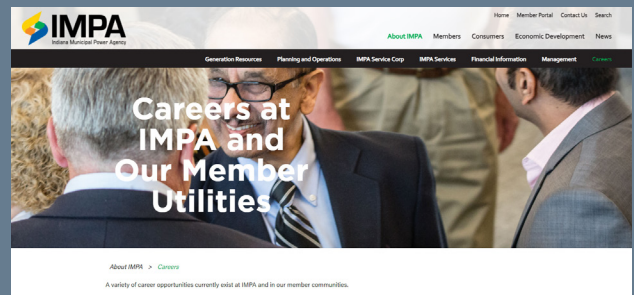 Home Member Portal Contact Us Search
IMPA
Indiana Municipal Power Agency
About IMPA Members Consumers Economic Development News
Generation Resources Planning and Operations IMPA Service Corp IMPA Services Financial Information Management Careers
Careers at
IMPA and
Our Member
Utilities
About IMPA > Careers
A variety of career opportunities currently exist at IMPA and in our member communities.